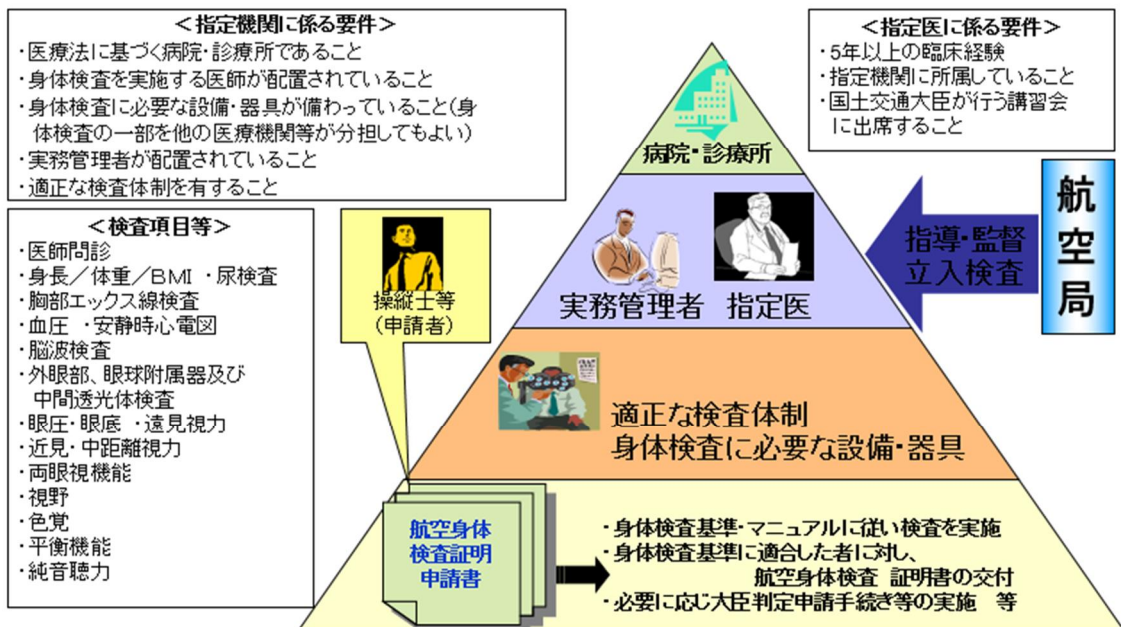 ＜指定機関に係る要件＞
・医療法に基づく病院・診療所であること
・身体検査を実施する医師が配置されていること
・身体検査に必要な設備・器具が備わっていること(身
体検査の一部を他の医療機関等が分担してもよい)
・実務管理者が配置されていること
・適正な検査体制を有すること
＜指定医に係る要件＞
・5年以上の臨床経験
・指定機関に所属していること
・国土交通大臣が行う講習会
に出席すること
病院・診療所
＜検査項目等＞
・医師問診
・身長／体重／ＢＭＩ ・尿検査
・胸部エックス線検査
・血圧 ・安静時心電図
・脳波検査
・外眼部、眼球附属器及び
中間透光体検査
・眼圧・眼底 ・遠見視力
・近見・中距離視力
・両眼視機能
・視野
・色覚
・平衡機能
・純音聴力
操縦士等
(申請者)
実務管理者
指定医
指導・監督
立入検査
航空局
適正な検査体制
身体検査に必要な設備・器具
航空身体
検査証明
申請書
・身体検査基準・マニュアルに従い検査を実施
・身体検査基準に適合した者に対し、
航空身体検査 証明書の交付
・必要に応じ大臣判定申請手続き等の実施 等